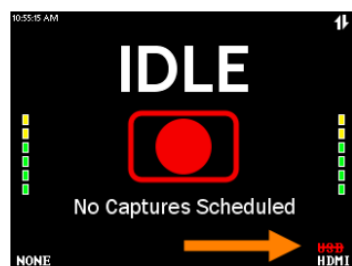 10:55:15 AM
IDLE
No Captures Scheduled
USB
NONE HDMI